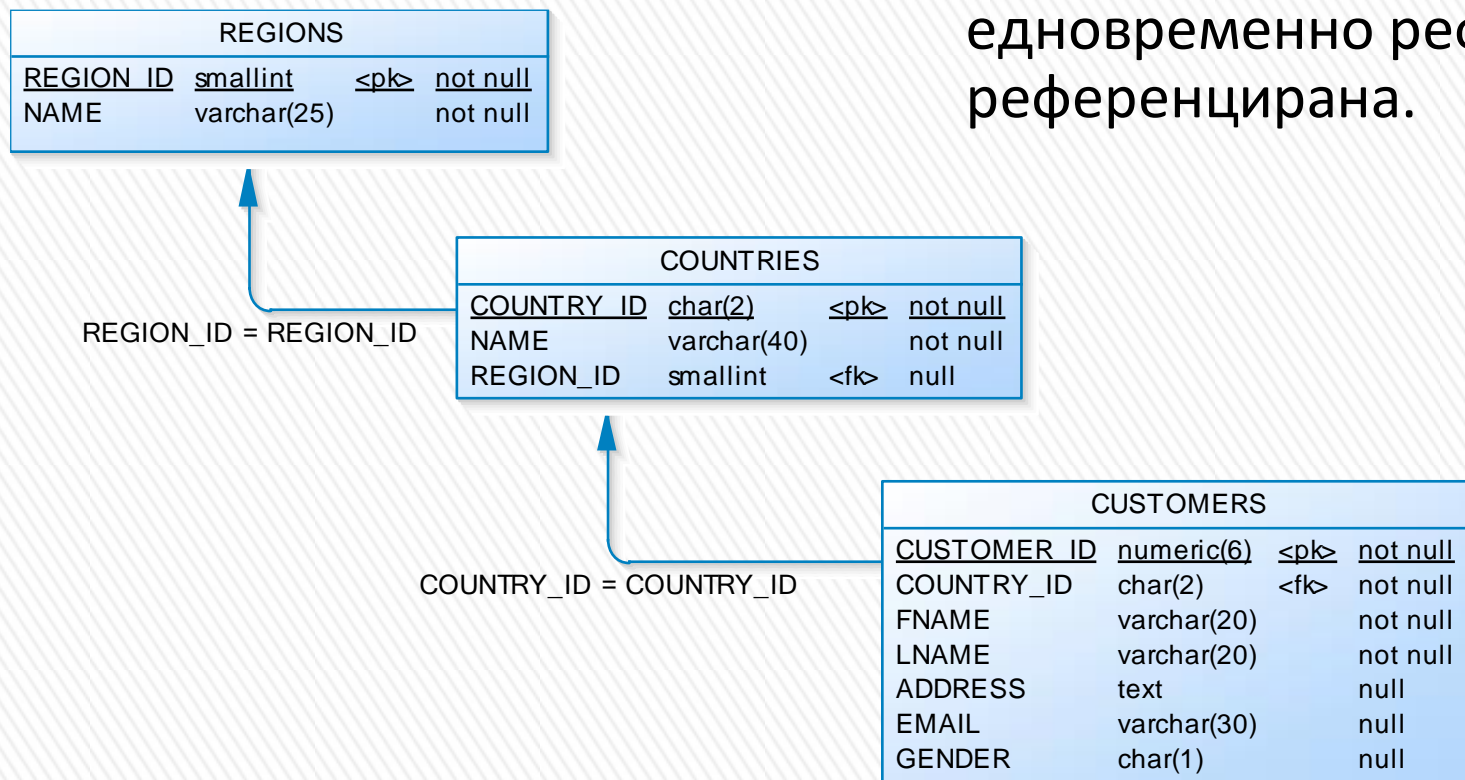 едновременно
референцирана.
REGIONS
REGION_ID smallint <pk> not null
NAME varchar(25) not null
COUNTRIES
COUNTRY_ID char(2) <pk> not null
NAME varchar(40) not null
REGION_ID smallint <fk> null
REGION_ID = REGION_ID
CUSTOMERS
CUSTOMER_ID numeric(6) <pk> not null
COUNTRY_ID char(2) <fk> not null
FNAME varchar(20) not null
LNAME varchar(20) not null
ADDRESS text null
EMAIL varchar(30) null
GENDER char(1) null
COUNTRY_ID = COUNTRY_ID